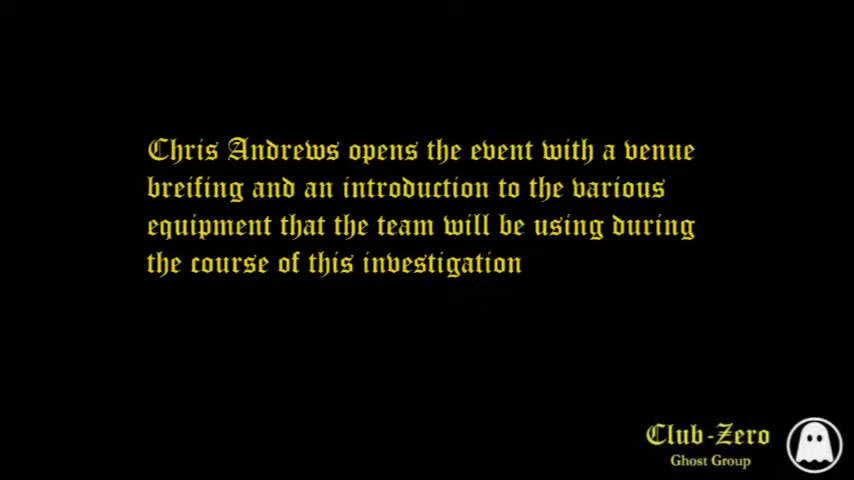 Chris Andrews opens the event with a venue
breifing and an introduction to the various
equipment that the team will be using during
the course of this investigation
Club-Zero
Ghost Group